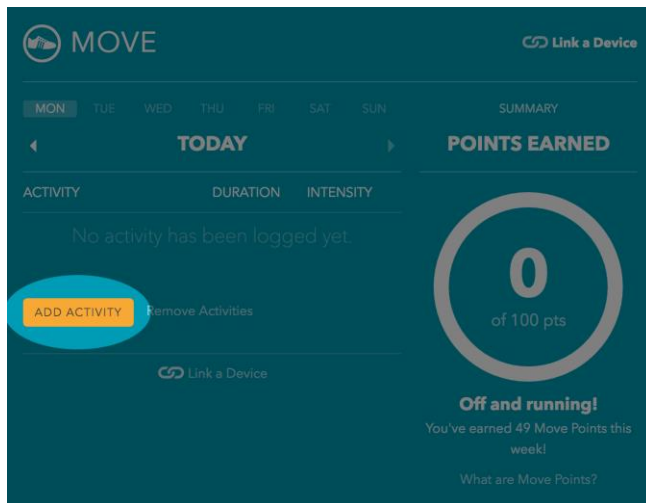 MOVE
Link a Device
MON TUE WED THU FRI SAT SUN
TODAY
ACTIVITY DURATION INTENSITY
No activity has been logged yet.
ADD ACTIVITY Remove Activities
Link a Device
SUMMARY
POINTS EARNED
0
of 100 pts
Off and running!
You've earned 49 Move Points this
week!
What are Move Points?